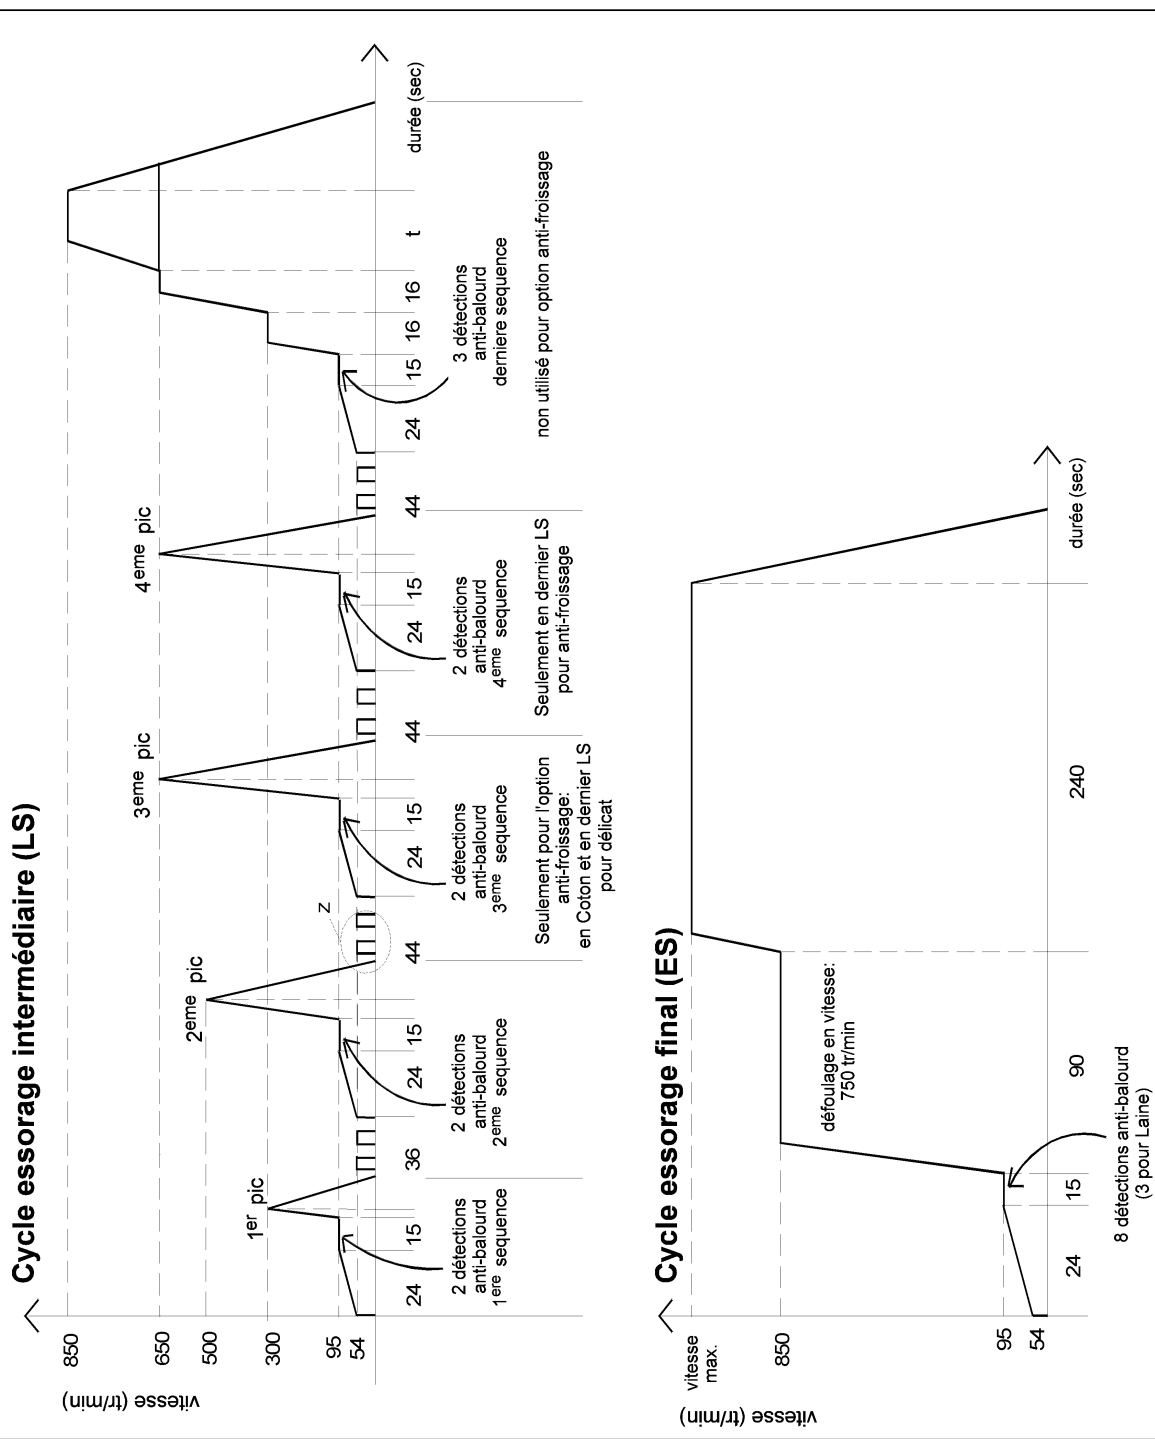 Cycle essorage intermédiaire (LS)
vitesse (tr/min)
850
650
500
300
95
54
1er pic
2eme pic
3eme pic
4eme pic
z
24
15
36
24
15
44
24
15
44
24
15
44
24
15
16
16
t
durée (sec)
2 détections
anti-balourd
1ere sequence
2 détections
anti-balourd
2eme sequence
2 détections
anti-balourd
3eme sequence
2 détections
anti-balourd
4eme sequence
3 détections
anti-balourd
derniere sequence
Seulement pour l'option
anti-froissage:
en Coton et en dernier LS
pour délicat
Seulement en dernier LS
pour anti-froissage
non utilisé pour option anti-froissage
Cycle essorage final (ES)
vitesse (tr/min)
vitesse
max.
850
95
54
défoulage en vitesse:
750 tr/min
24
15
90
240
durée (sec)
8 détections anti-balourd
(3 pour Laine)